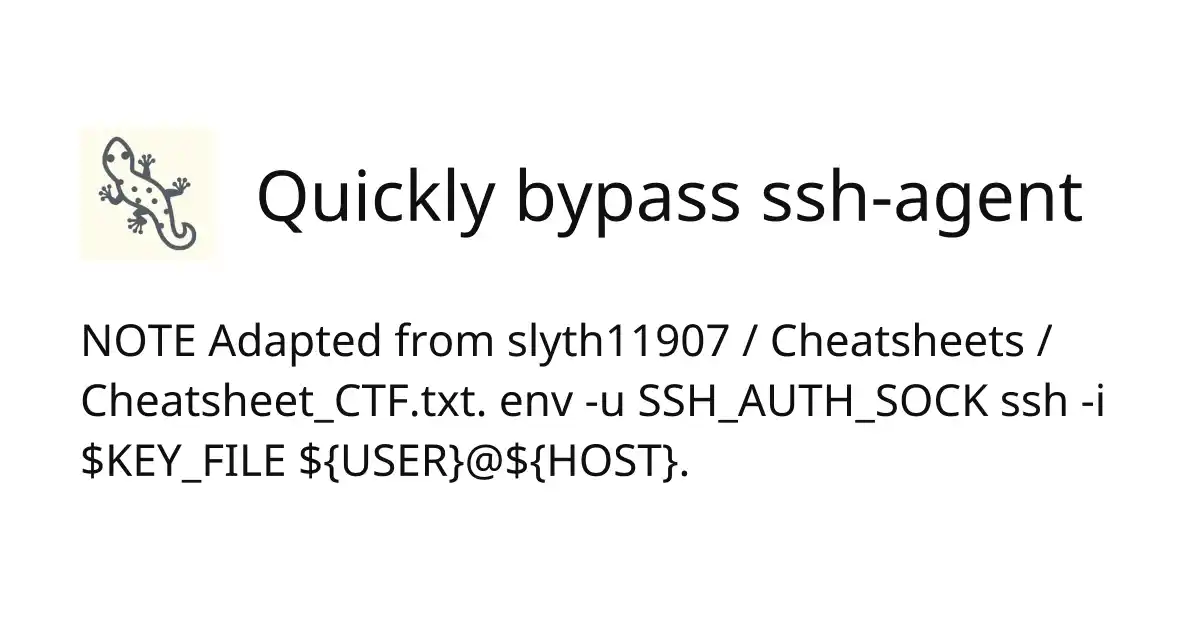 Quickly bypass ssh-agent
NOTE Adapted from slyth11907 / Cheatsheets /
Cheatsheet_CTF.txt. env -u SSH_AUTH_SOCK ssh -i
$KEY_FILE ${USER}@${HOST}.